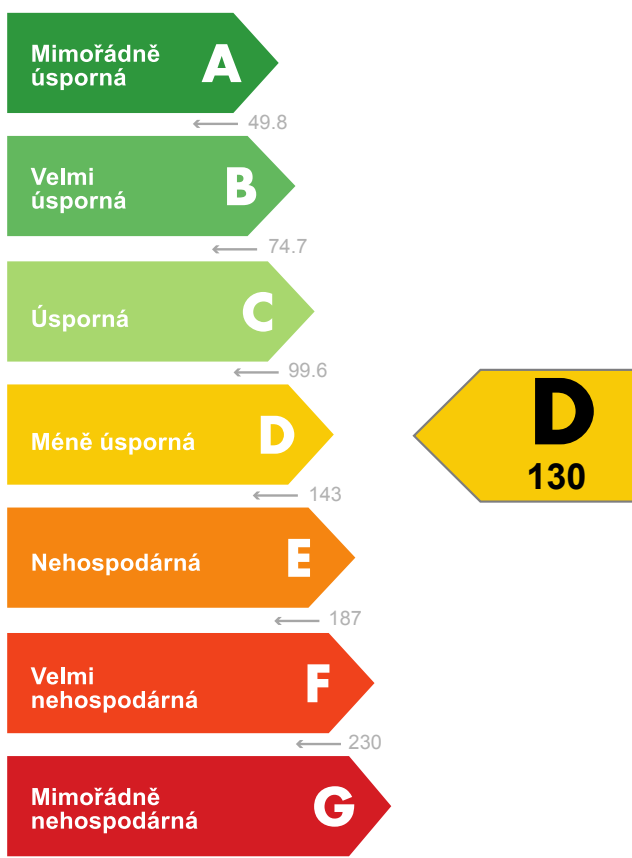 Mimořádně
úsporná
A
49.8
Velmi
úsporná
B
74.7
Úsporná
C
99.6
Méně úsporná
D
143
D
130
Nehospodárná
E
187
Velmi
nehospodárná
F
230
Mimořádně
nehospodárná
G